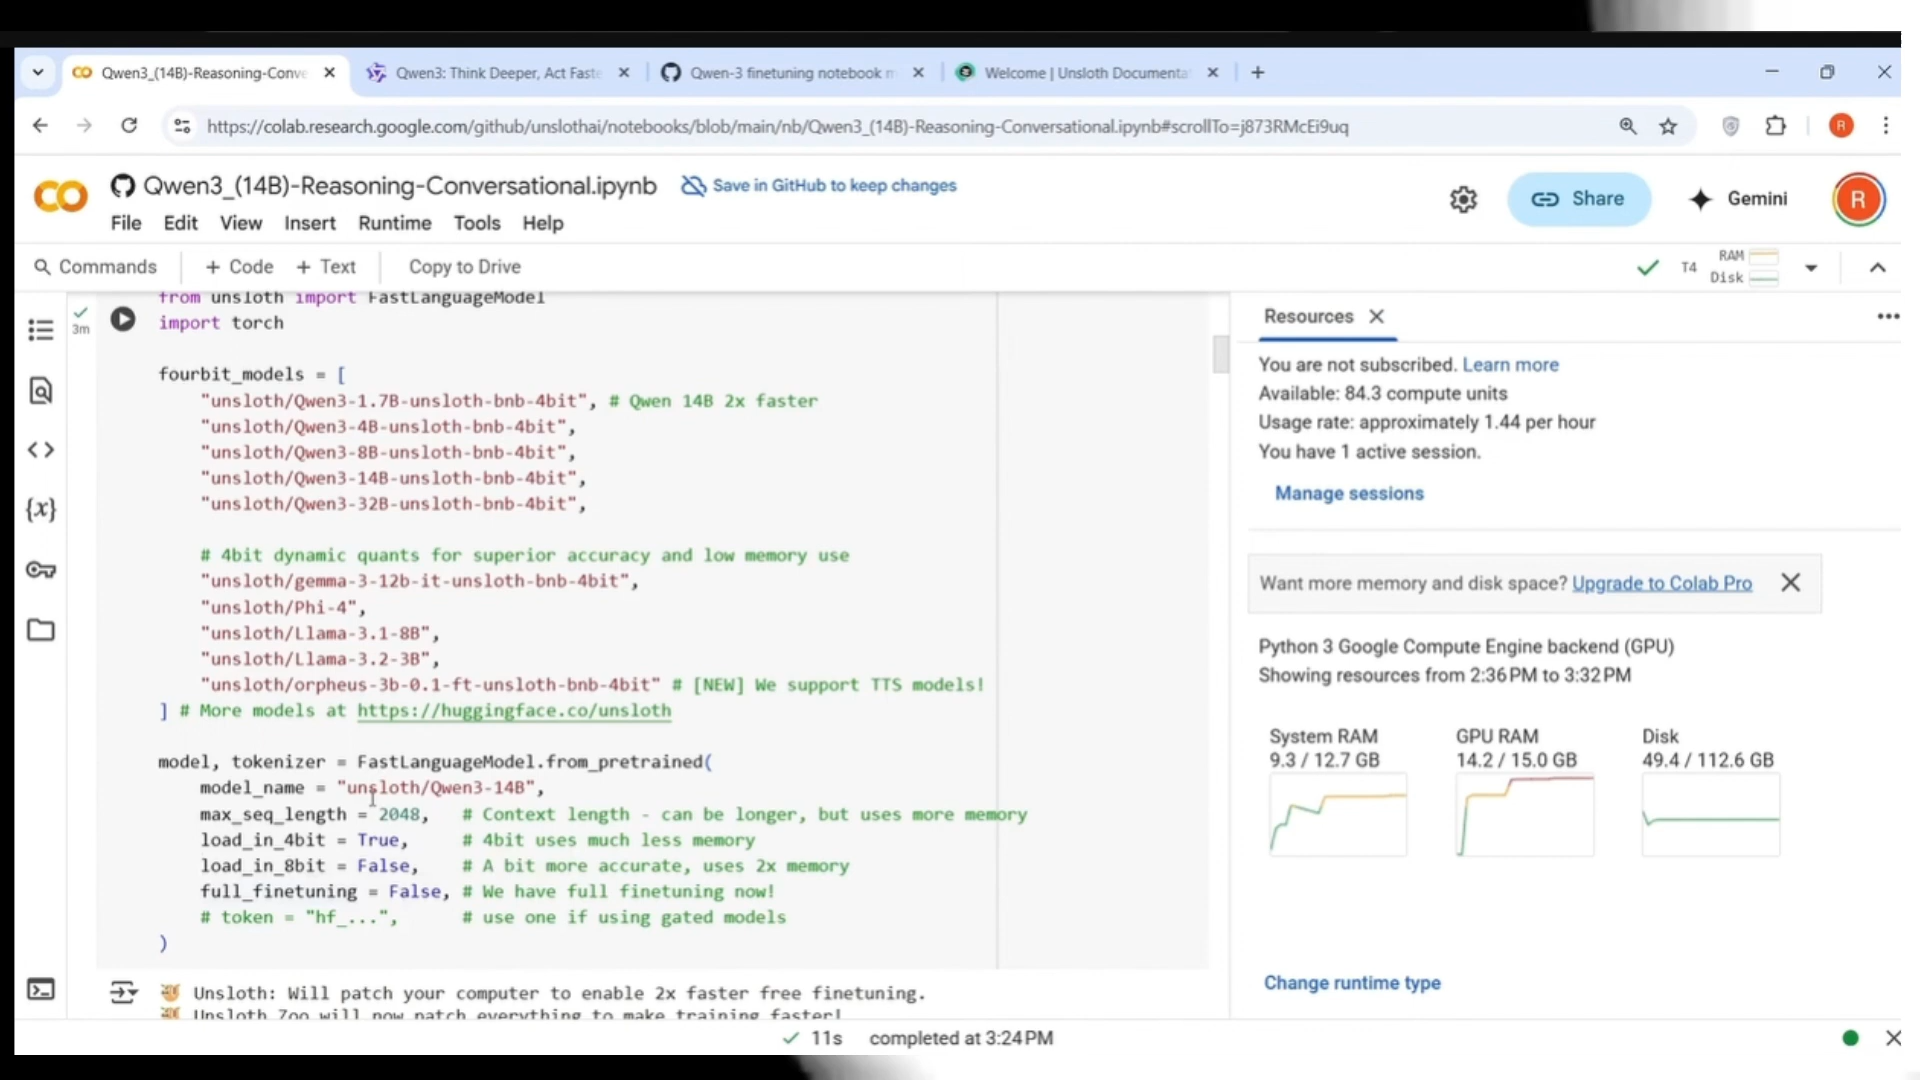 Qwen3_(14B)-Reasoning-Conve
Qwen3: Think Deeper, Act Faste
Qwen-3 finetuning notebook m
Welcome | Unsloth Documenta
https://colab.research.google.com/github/unslothai/notebooks/blob/main/nb/Qwen3_(14B)-Reasoning-Conversational.ipynb#scrollTo=j873RMcEi9uq
R
CO
Qwen3_(14B)-Reasoning-Conversational.ipynb
Save in GitHub to keep changes
Share
Gemini
R
File Edit View Insert Runtime Tools Help
Commands
+ Code + Text
Copy to Drive
T4
RAM
Disk
3m
from unsloth import FastLanguageModel
import torch
fourbit_models = [
"unsloth/Qwen3-1.7B-unsloth-bnb-4bit", # Qwen 14B 2x faster
"unsloth/Qwen3-4B-unsloth-bnb-4bit",
"unsloth/Qwen3-8B-unsloth-bnb-4bit",
"unsloth/Qwen3-14B-unsloth-bnb-4bit",
"unsloth/Qwen3-32B-unsloth-bnb-4bit",
# 4bit dynamic quants for superior accuracy and low memory use
"unsloth/gemma-3-12b-it-unsloth-bnb-4bit",
"unsloth/Phi-4",
"unsloth/Llama-3.1-8B",
"unsloth/Llama-3.2-3B",
"unsloth/orpheus-3b-0.1-ft-unsloth-bnb-4bit" # [NEW] We support TTS models!
] # More models at https://huggingface.co/unsloth
model, tokenizer = FastLanguageModel.from_pretrained(
model_name = "unsloth/Qwen3-14B",
max_seq_length = 2048, # Context length - can be longer, but uses more memory
load_in_4bit = True, # 4bit uses much less memory
load_in_8bit = False, # A bit more accurate, uses 2x memory
full_finetuning = False, # We have full finetuning now!
# token = "hf_...", # use one if using gated models
)
Unsloth: Will patch your computer to enable 2x faster free finetuning.
Unsloth Zoo will now patch everything to make training faster!
Resources
You are not subscribed. Learn more
Available: 84.3 compute units
Usage rate: approximately 1.44 per hour
You have 1 active session.
Manage sessions
Want more memory and disk space? Upgrade to Colab Pro
Python 3 Google Compute Engine backend (GPU)
Showing resources from 2:36 PM to 3:32 PM
System RAM
9.3 / 12.7 GB
GPU RAM
14.2 / 15.0 GB
Disk
49.4 / 112.6 GB
Change runtime type
11s completed at 3:24 PM